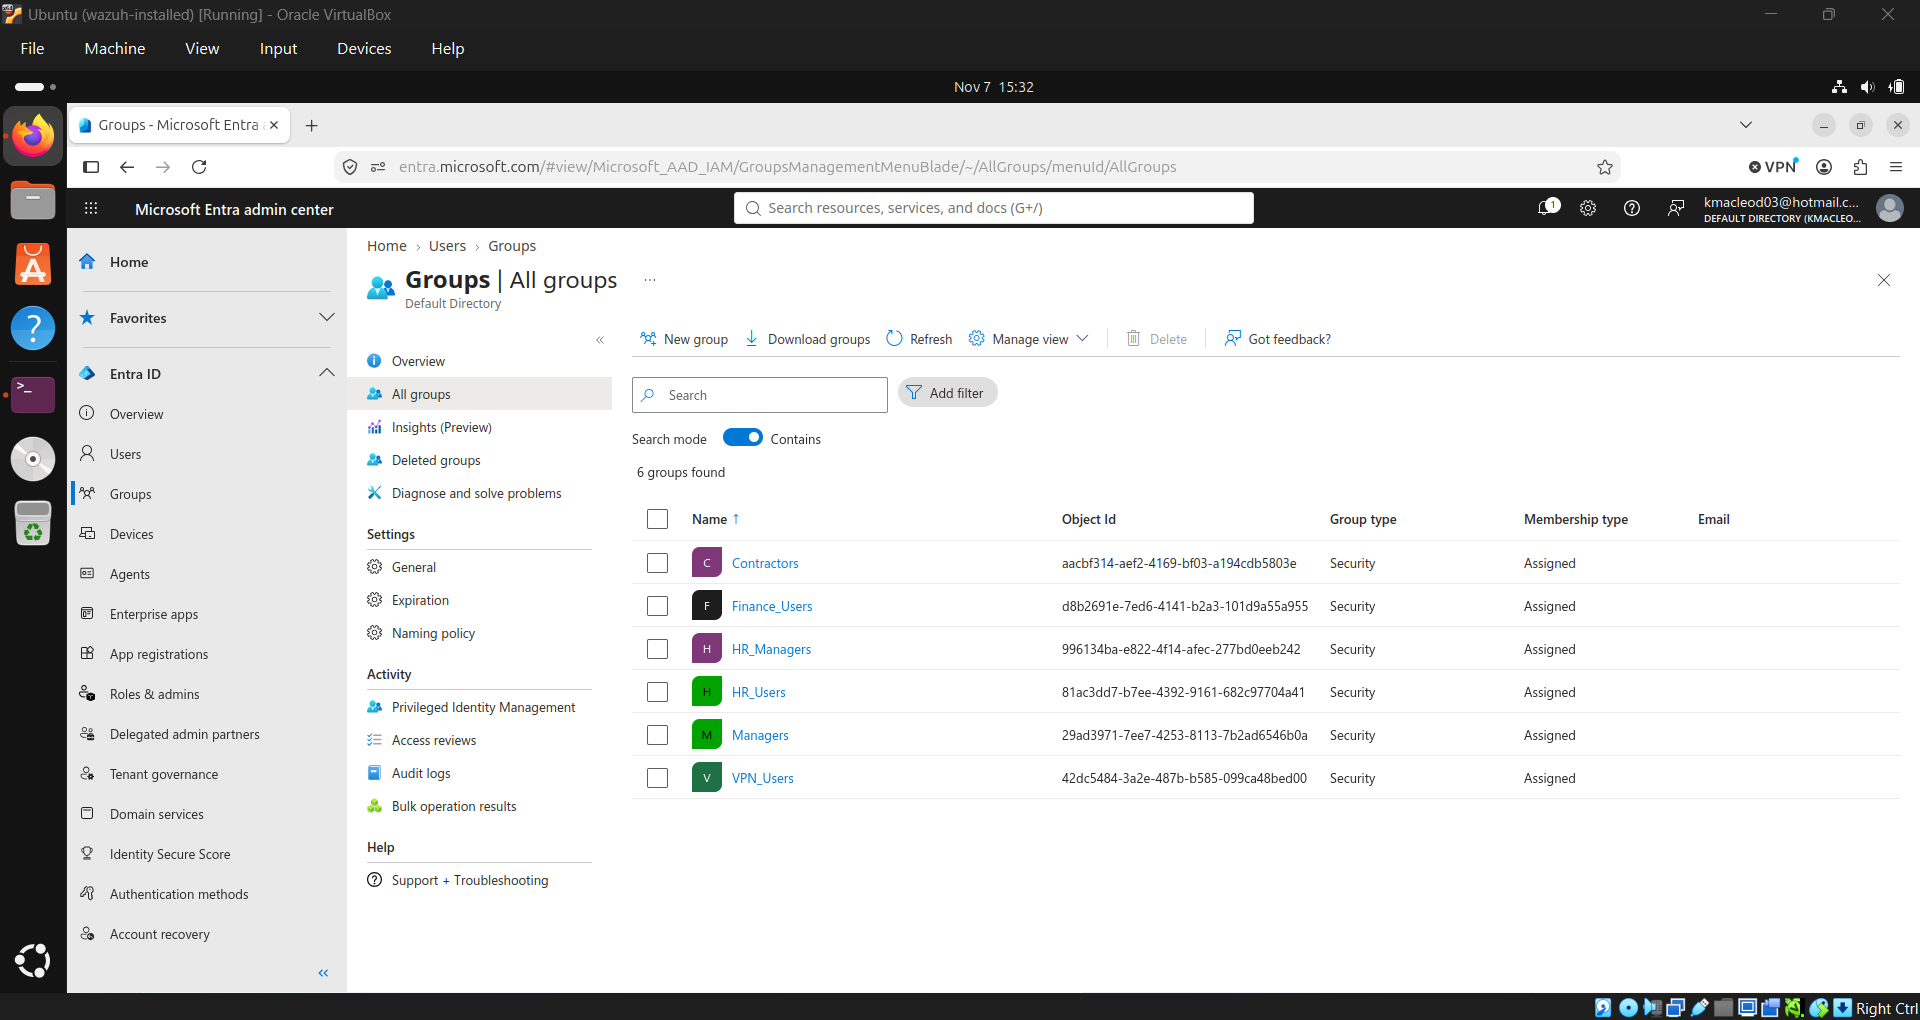 Ubuntu (wazuh-installed) [Running] - Oracle VirtualBox
File Machine View Input Devices Help
Nov 7 15:32
Groups - Microsoft Entra
entra.microsoft.com/#view/Microsoft_AAD_IAM/GroupsManagementMenuBlade/~/AllGroups/menuId/AllGroups
VPN
Microsoft Entra admin center
Search resources, services, and docs (G+/)
1
kmacleod03@hotmail.c...
DEFAULT DIRECTORY (KMACLEO...
Home
Favorites
Entra ID
Overview
Users
Groups
Devices
Agents
Enterprise apps
App registrations
Roles & admins
Delegated admin partners
Tenant governance
Domain services
Identity Secure Score
Authentication methods
Account recovery
Home > Users > Groups
Groups | All groups ...
Default Directory
Overview
All groups
Insights (Preview)
Deleted groups
Diagnose and solve problems
Settings
General
Expiration
Naming policy
Activity
Privileged Identity Management
Access reviews
Audit logs
Bulk operation results
Help
Support + Troubleshooting
New group Download groups Refresh Manage view Delete Got feedback?
Search Add filter
Search mode Contains
6 groups found
Name ↑ Object Id Group type Membership type Email
C Contractors aacbf314-aef2-4169-bf03-a194cdb5803e Security Assigned
F Finance_Users d8b2691e-7ed6-4141-b2a3-101d9a55a955 Security Assigned
H HR_Managers 996134ba-e822-4f14-afec-277bd0eeb242 Security Assigned
H HR_Users 81ac3dd7-b7ee-4392-9161-682c97704a41 Security Assigned
M Managers 29ad3971-7ee7-4253-8113-7b2ad6546b0a Security Assigned
V VPN_Users 42dc5484-3a2e-487b-b585-099ca48bed00 Security Assigned
Right Ctrl